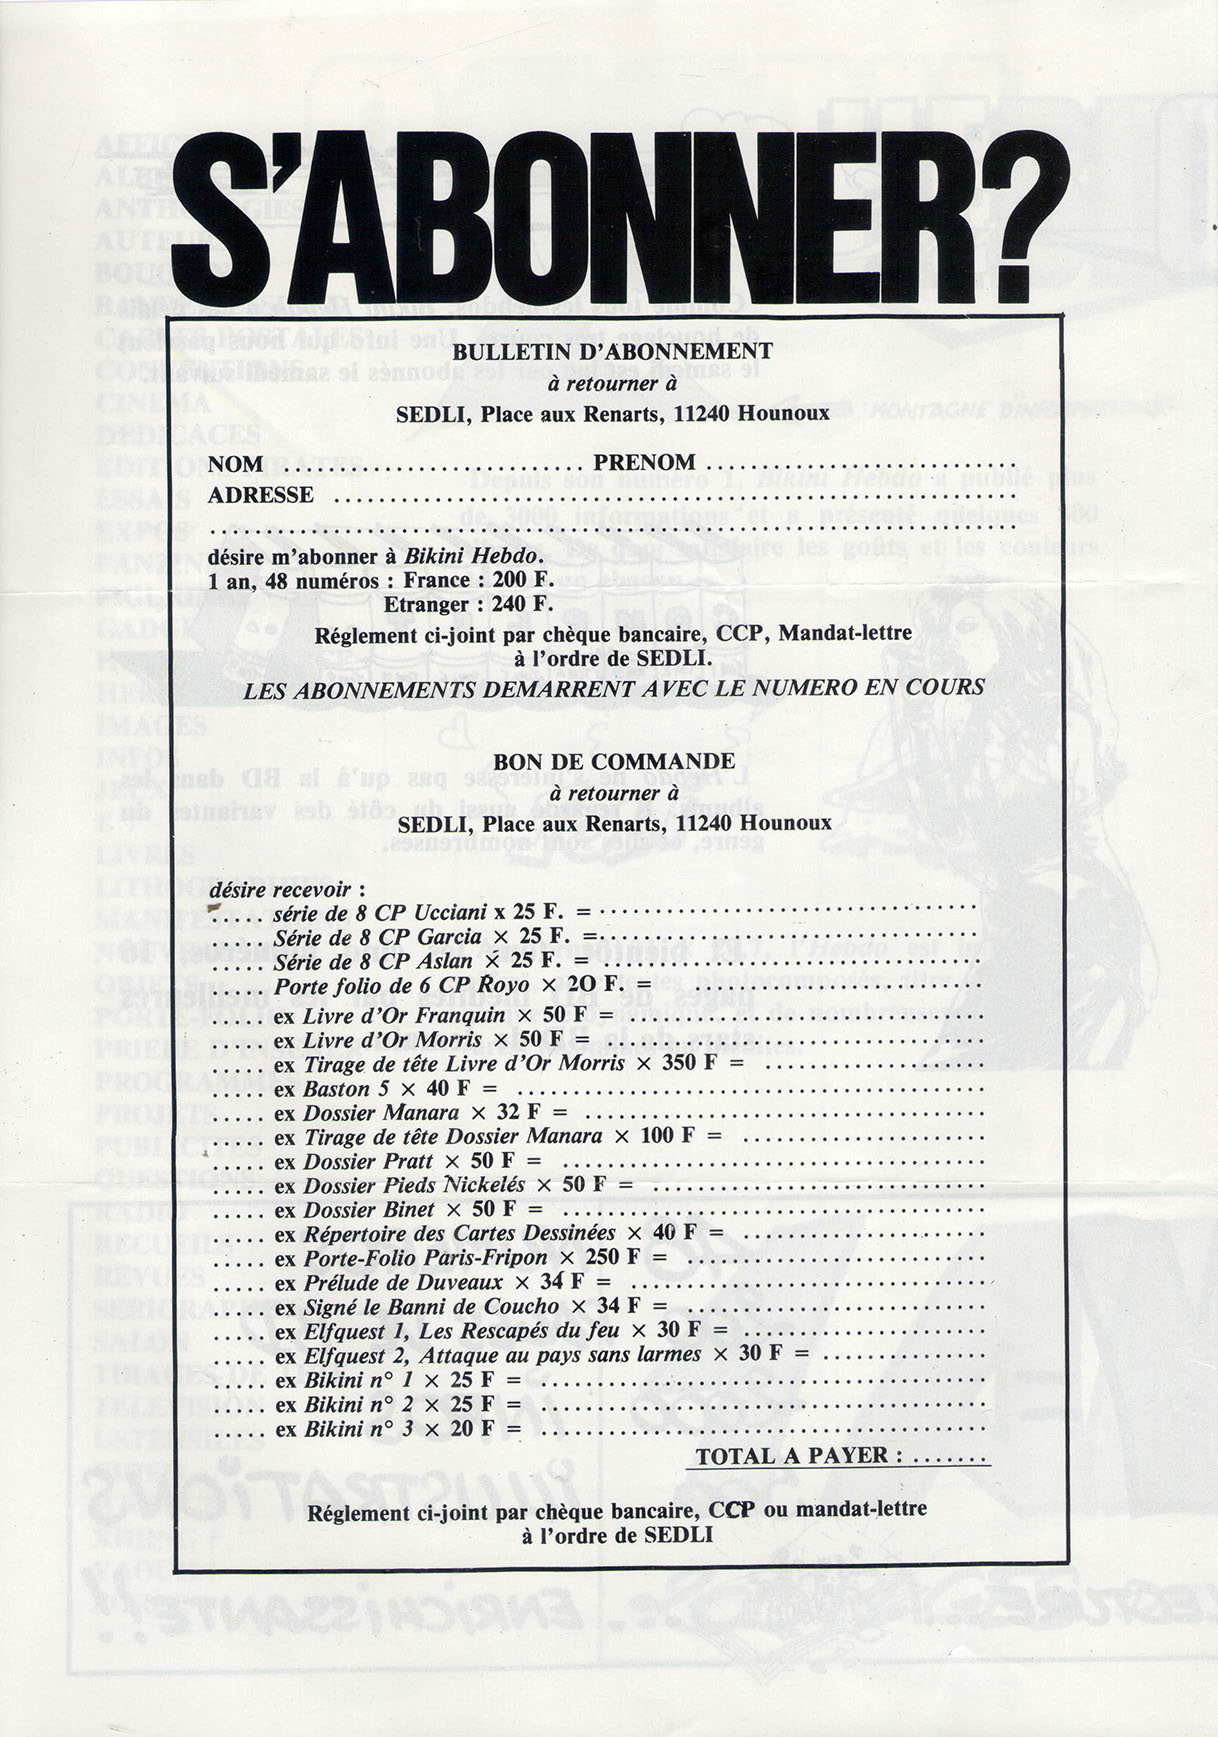 S'ABONNER?
BULLETIN D'ABONNEMENT
à retourner à
SEDLI, Place aux Renarts, 11240 Hounoux
NOM .............................. PRENOM ..............................
ADRESSE ......................................................................
................................................................................
désire m'abonner à Bikini Hebdo.
1 an, 48 numéros : France : 200 F.
Etranger : 240 F.
Réglement ci-joint par chèque bancaire, CCP, Mandat-lettre
à l'ordre de SEDLI.
LES ABONNEMENTS DEMARRENT AVEC LE NUMERO EN COURS
BON DE COMMANDE
à retourner à
SEDLI, Place aux Renarts, 11240 Hounoux
désire recevoir :
..... série de 8 CP Ucciani x 25 F. = ......................................
..... Série de 8 CP Garcia × 25 F. =......................................
..... Série de 8 CP Aslan × 25 F. = ......................................
..... Porte folio de 6 CP Royo × 20 F. = ..............................
..... ex Livre d'Or Franquin × 50 F = ...................................
..... ex Livre d'Or Morris × 50 F = ......................................
..... ex Tirage de tête Livre d'Or Morris × 350 F = ......................
..... ex Baston 5 × 40 F = ................................................
..... ex Dossier Manara × 32 F = .........................................
..... ex Tirage de tête Dossier Manara × 100 F = ........................
..... ex Dossier Pratt × 50 F = ..........................................
..... ex Dossier Pieds Nickelés × 50 F = ................................
..... ex Dossier Binet × 50 F = ..........................................
..... ex Répertoire des Cartes Dessinées × 40 F = ........................
..... ex Porte-Folio Paris-Fripon × 250 F = .............................
..... ex Prélude de Duveaux × 34 F = ...................................
..... ex Signé le Banni de Coucho × 34 F = .............................
..... ex Elfquest 1, Les Rescapés du feu × 30 F = ........................
..... ex Elfquest 2, Attaque au pays sans larmes × 30 F = ................
..... ex Bikini n° 1 × 25 F = .............................................
..... ex Bikini n° 2 × 25 F = .............................................
..... ex Bikini n° 3 × 20 F = .............................................
TOTAL A PAYER : .......
Réglement ci-joint par chèque bancaire, CCP ou mandat-lettre
à l'ordre de SEDLI